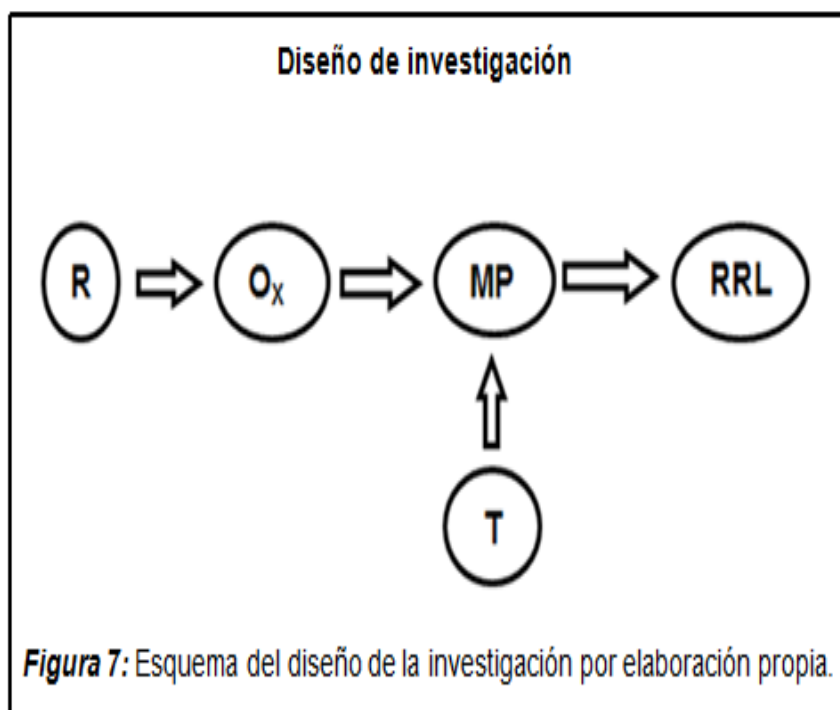 Diseño de investigación
R Oₓ MP RRL
T
Figura 7: Esquema del diseño de la investigación por elaboración propia.